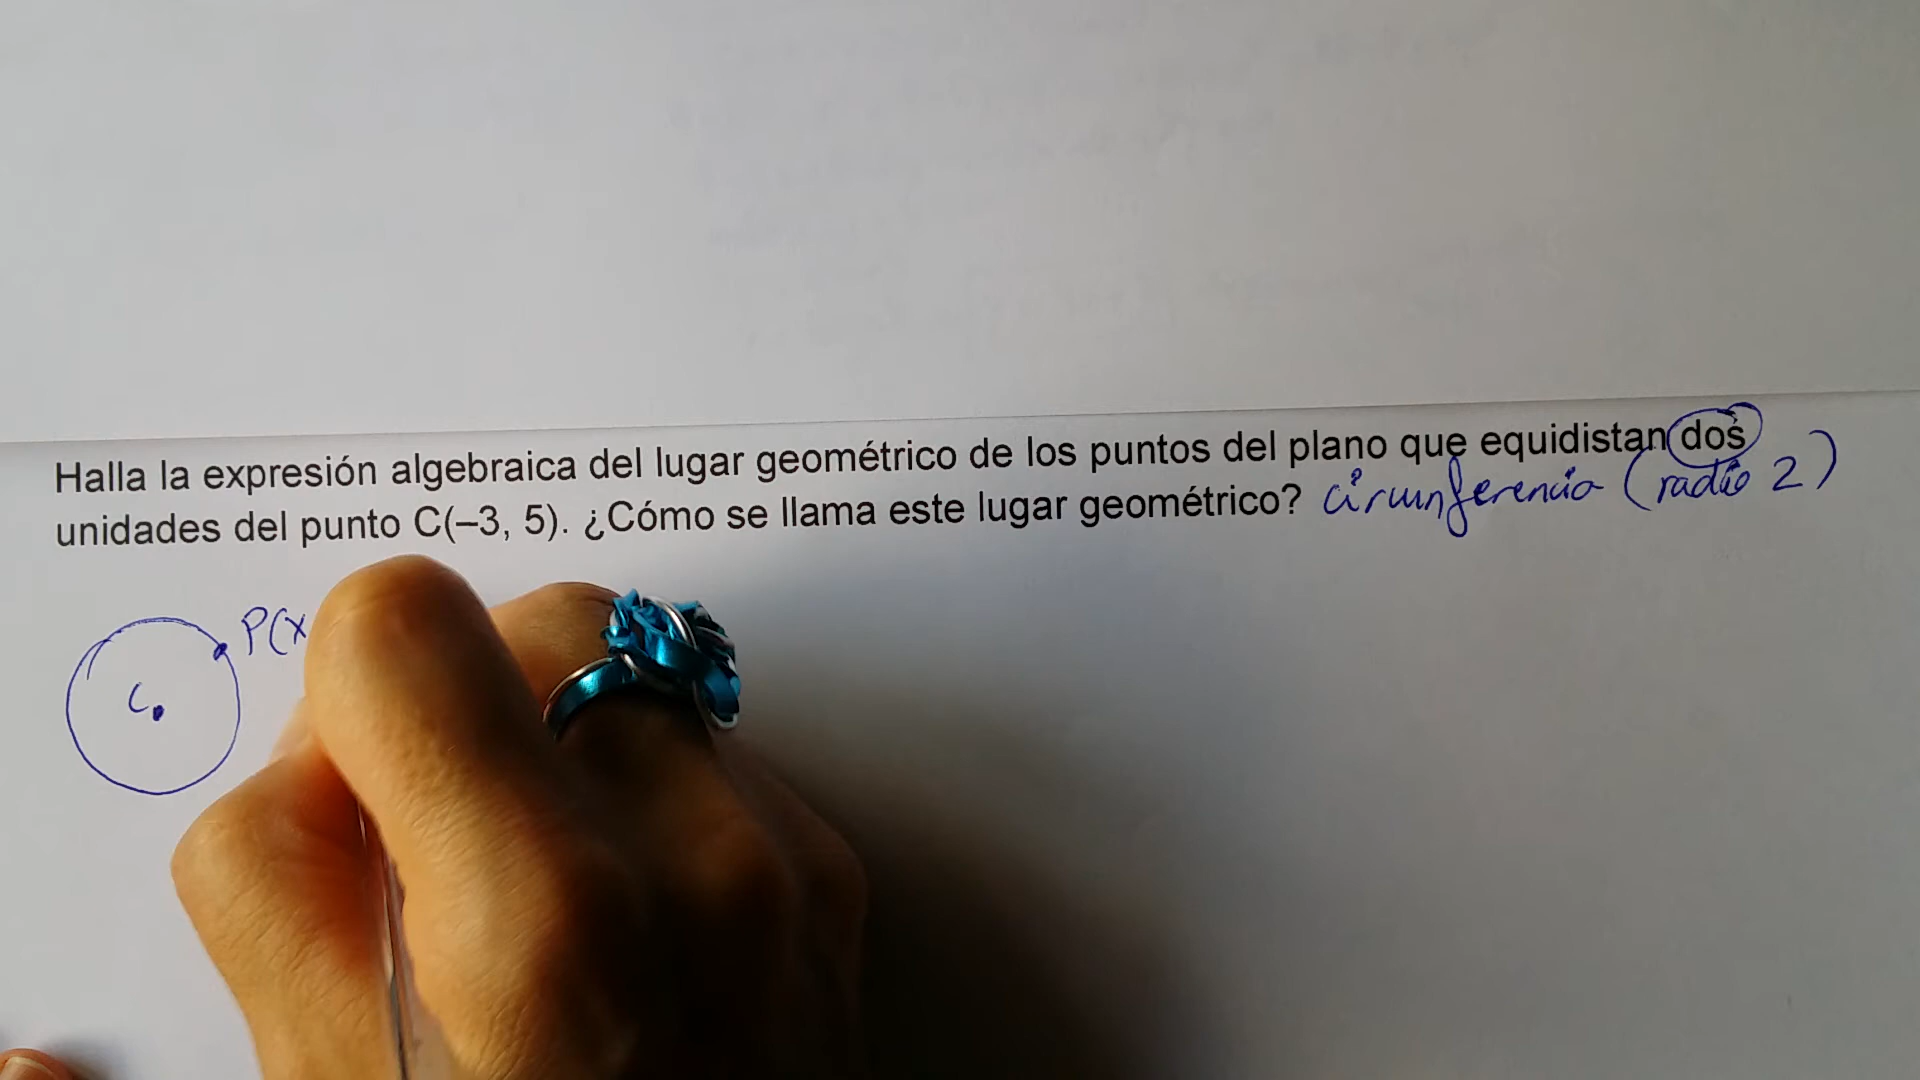 Halla la expresión algebraica del lugar geométrico de los puntos del plano que equidistan dos
unidades del punto C(–3, 5). ¿Cómo se llama este lugar geométrico? circunferencia (radio 2)
P(x
C